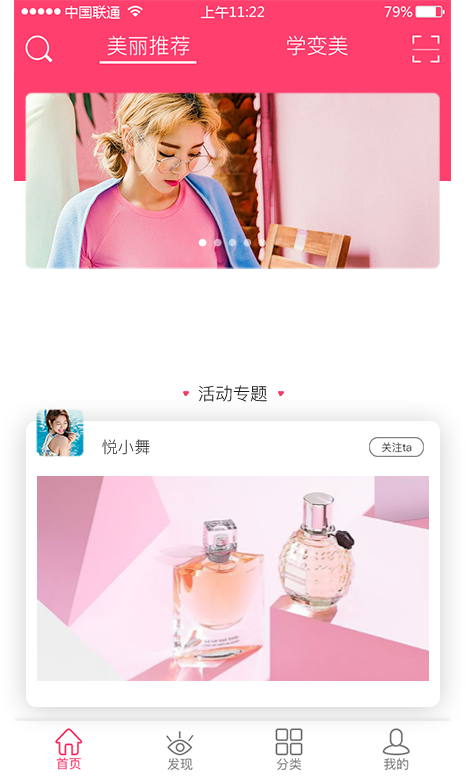 中国联通 上午11:22 79%
美丽推荐 学变美
活动专题
悦小舞 关注ta
首页 发现 分类 我的